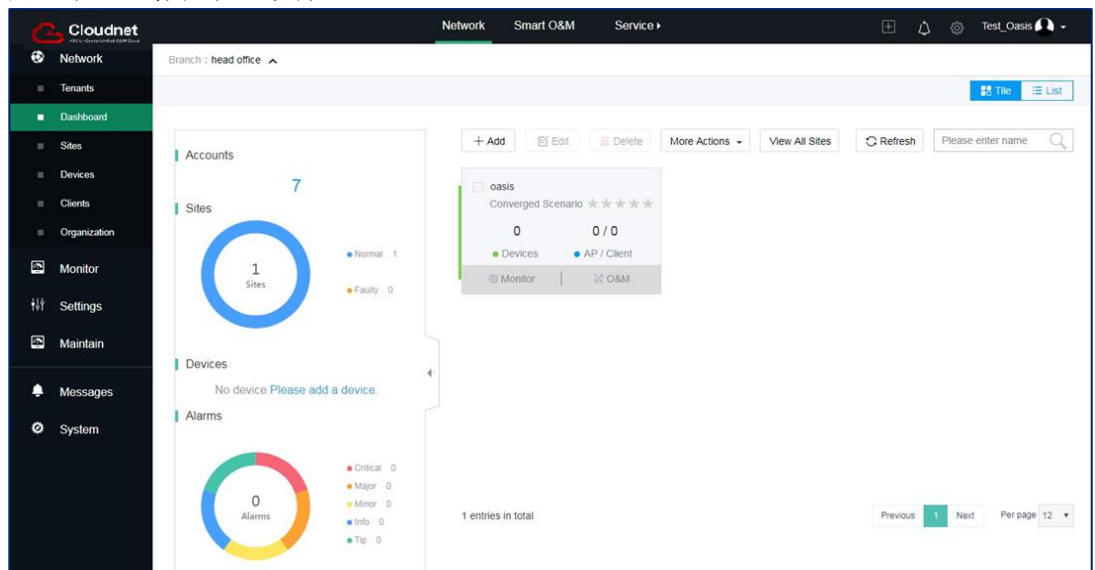 Cloudnet
Network Smart O&M Service
Test_Oasis
Network
Tenants
Dashboard
Sites
Devices
Clients
Organization
Monitor
Settings
Maintain
Messages
System
Branch : head office
Tile List
Accounts
7
Sites
1
Sites
Normal 1
Faulty 0
Devices
No device.Please add a device.
Alarms
0
Alarms
Critical 0
Major 0
Minor 0
Info 0
Tip 0
Add Edit Delete More Actions View All Sites Refresh Please enter name
oasis
Converged Scenario
0 0 / 0
Devices AP / Client
Monitor O&M
1 entries in total
Previous 1 Next Per page 12